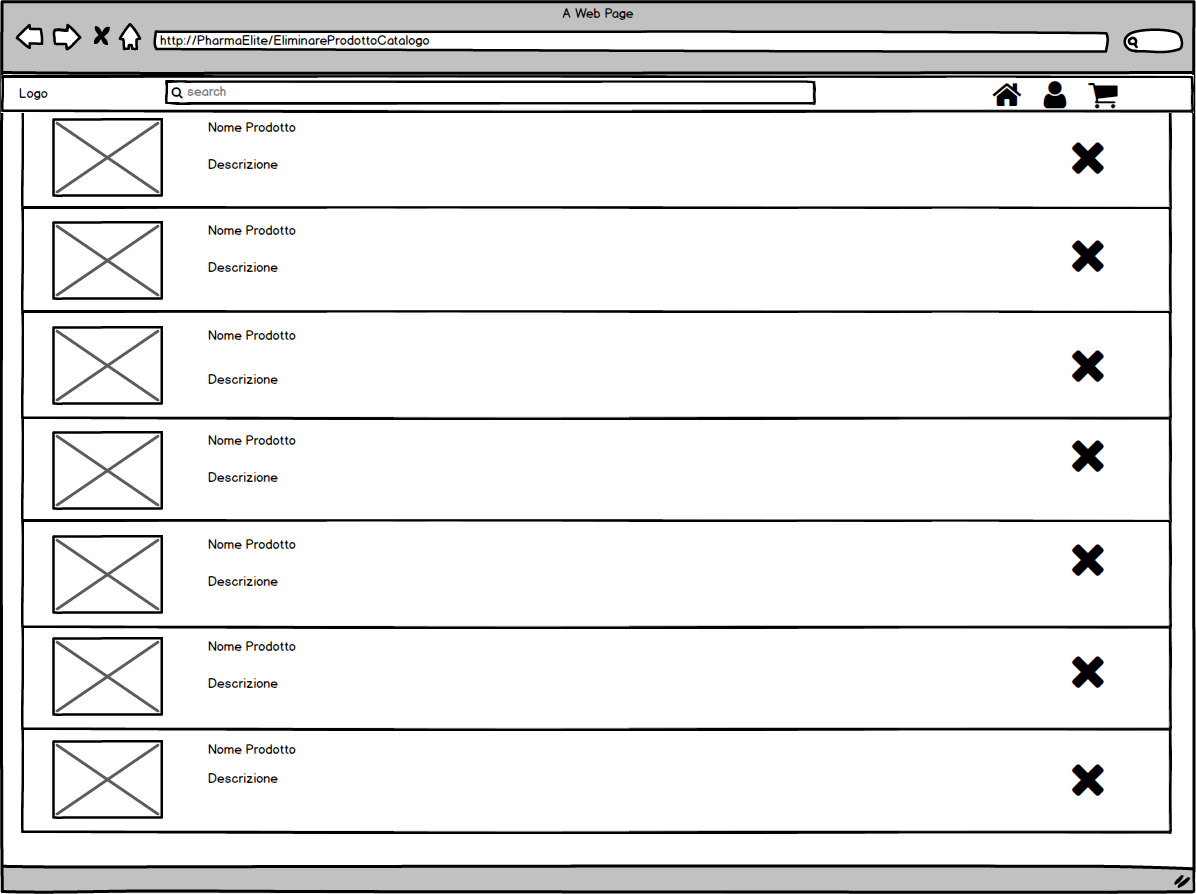 A Web Page
http://PharmaElite/EliminareProdottoCatalogo
Logo
search
Nome Prodotto
Descrizione
Nome Prodotto
Descrizione
Nome Prodotto
Descrizione
Nome Prodotto
Descrizione
Nome Prodotto
Descrizione
Nome Prodotto
Descrizione
Nome Prodotto
Descrizione